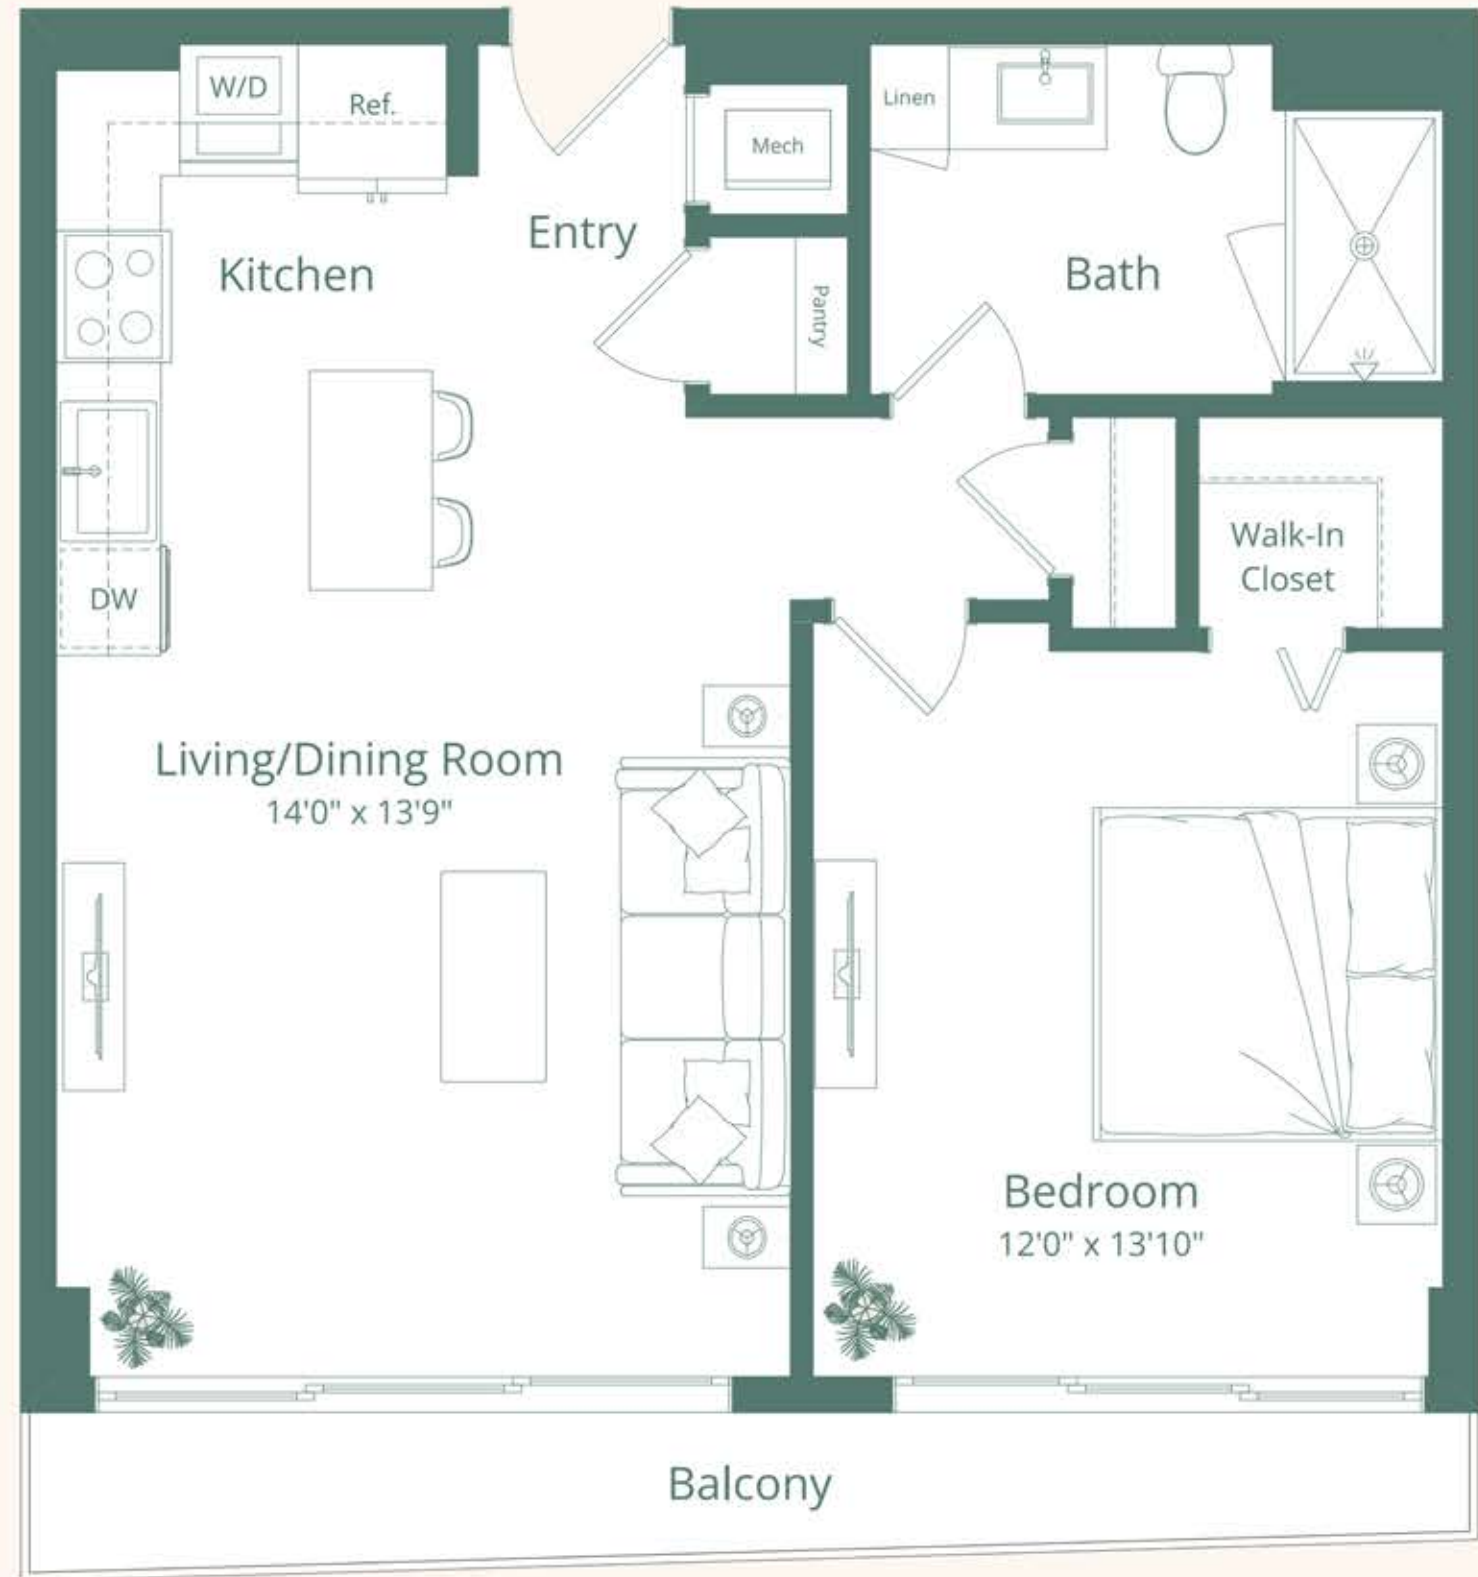 W/D
Ref.
Linen
Mech
Entry
Kitchen
Bath
Pantry
Walk-In
Closet
DW
Living/Dining Room
14'0" x 13'9"
Bedroom
12'0" x 13'10"
Balcony